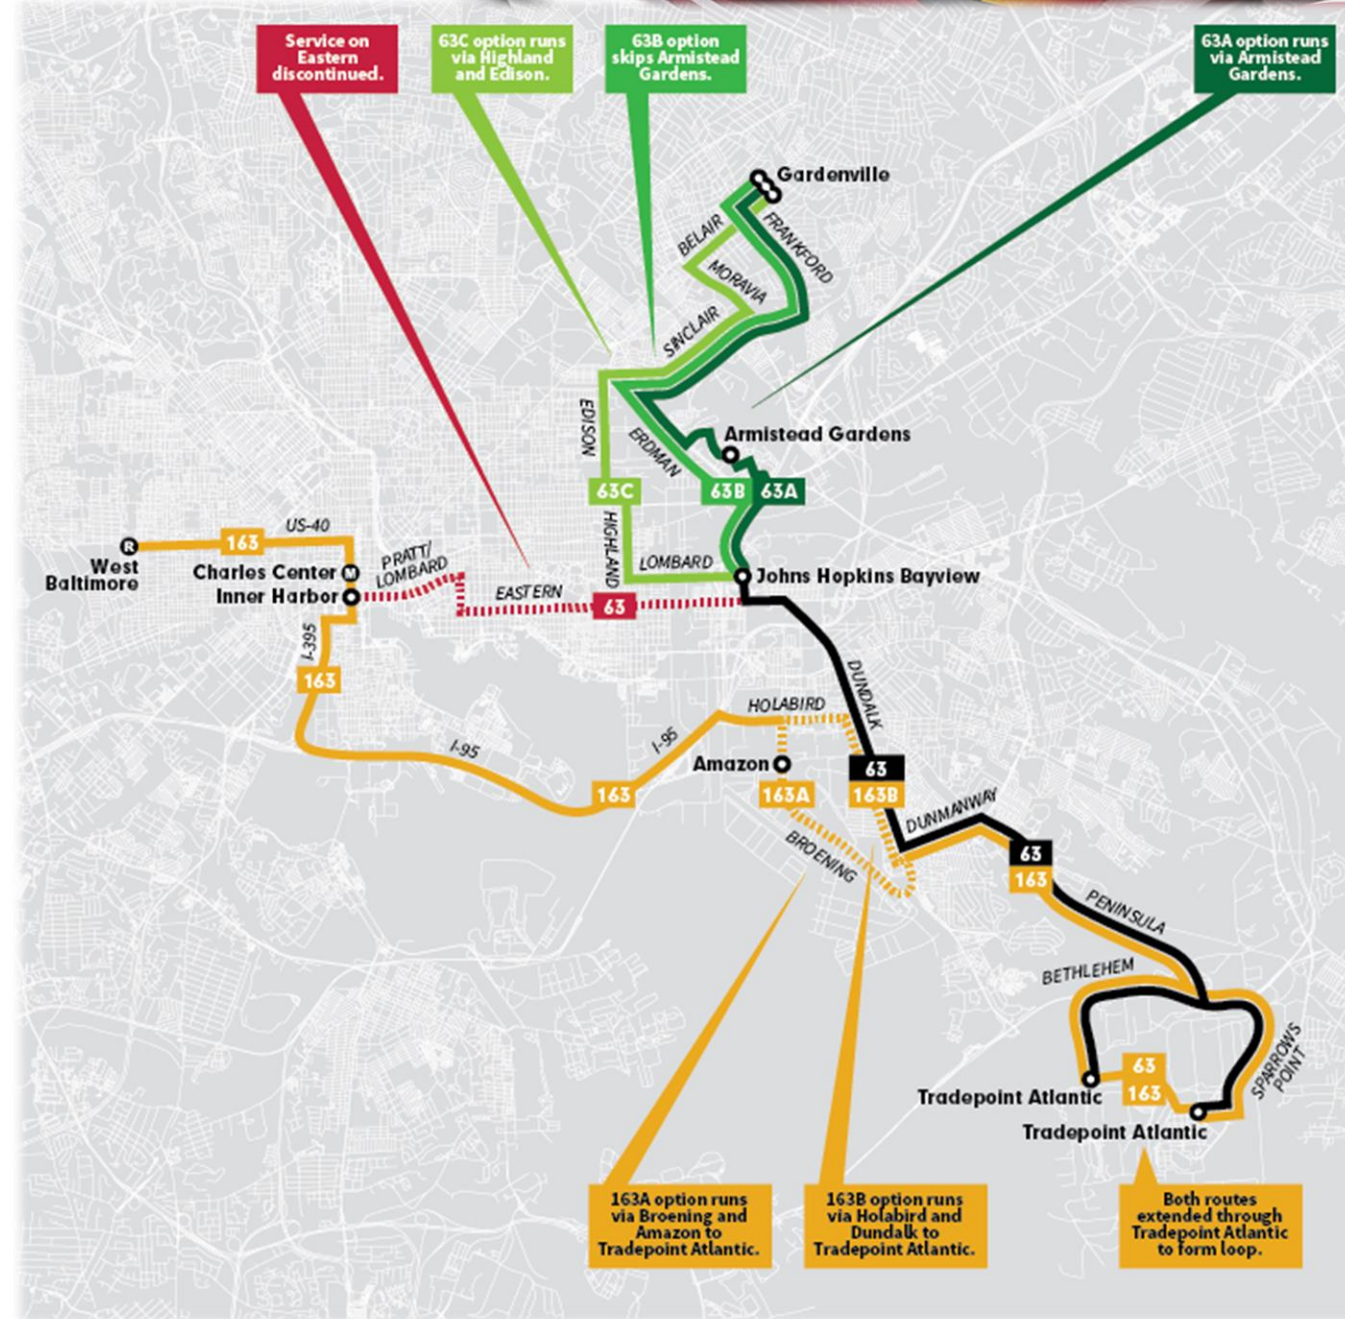 Service on
Eastern
discontinued.
63C option runs
via Highland
and Edison.
63B option
skips Armistead
Gardens.
63A option runs
via Armistead
Gardens.
Gardenville
BELAIR
FRANKFORD
MORAVIA
SINCLAIR
EDISON
ERDMAN
Armistead Gardens
63C
63B
63A
HIGHLAND
LOMBARD
Johns Hopkins Bayview
US-40
163
R
West
Baltimore
Charles Center
M
Inner Harbor
PRATT/
LOMBARD
EASTERN
63
I-395
163
I-95
I-95
163
HOLABIRD
DUNDALK
Amazon
163A
63
163B
BROENING
DUNMANWAY
63
163
PENINSULA
BETHLEHEM
SPARROWS
POINT
63
163
Tradepoint Atlantic
Tradepoint Atlantic
163A option runs
via Broening and
Amazon to
Tradepoint Atlantic.
163B option runs
via Holabird and
Dundalk to
Tradepoint Atlantic.
Both routes
extended through
Tradepoint Atlantic
to form loop.